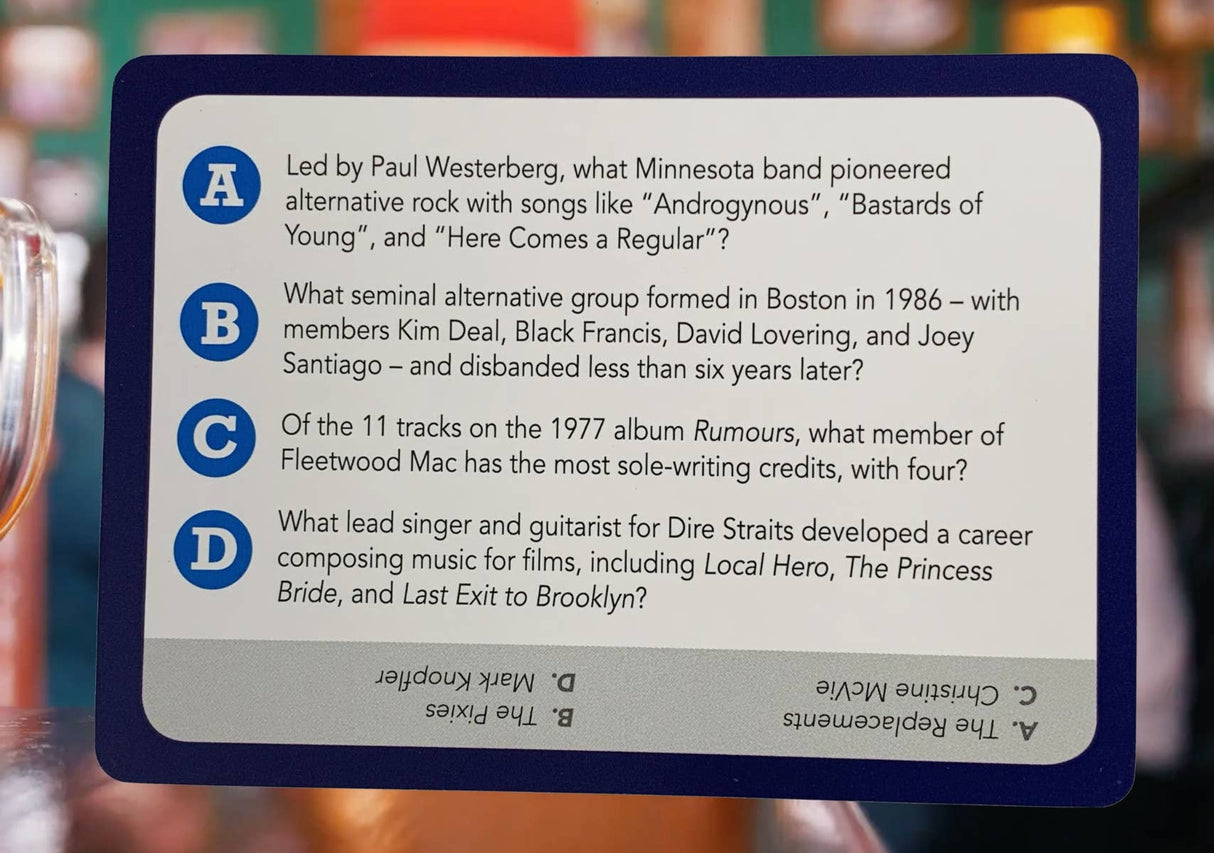 A
Led by Paul Westerberg, what Minnesota band pioneered
alternative rock with songs like “Androgynous”, “Bastards of
Young”, and “Here Comes a Regular”?
B
What seminal alternative group formed in Boston in 1986 – with
members Kim Deal, Black Francis, David Lovering, and Joey
Santiago – and disbanded less than six years later?
C
Of the 11 tracks on the 1977 album Rumours, what member of
Fleetwood Mac has the most sole-writing credits, with four?
D
What lead singer and guitarist for Dire Straits developed a career
composing music for films, including Local Hero, The Princess
Bride, and Last Exit to Brooklyn?
A. The Replacements
B. The Pixies
C. Christine McVie
D. Mark Knopfler